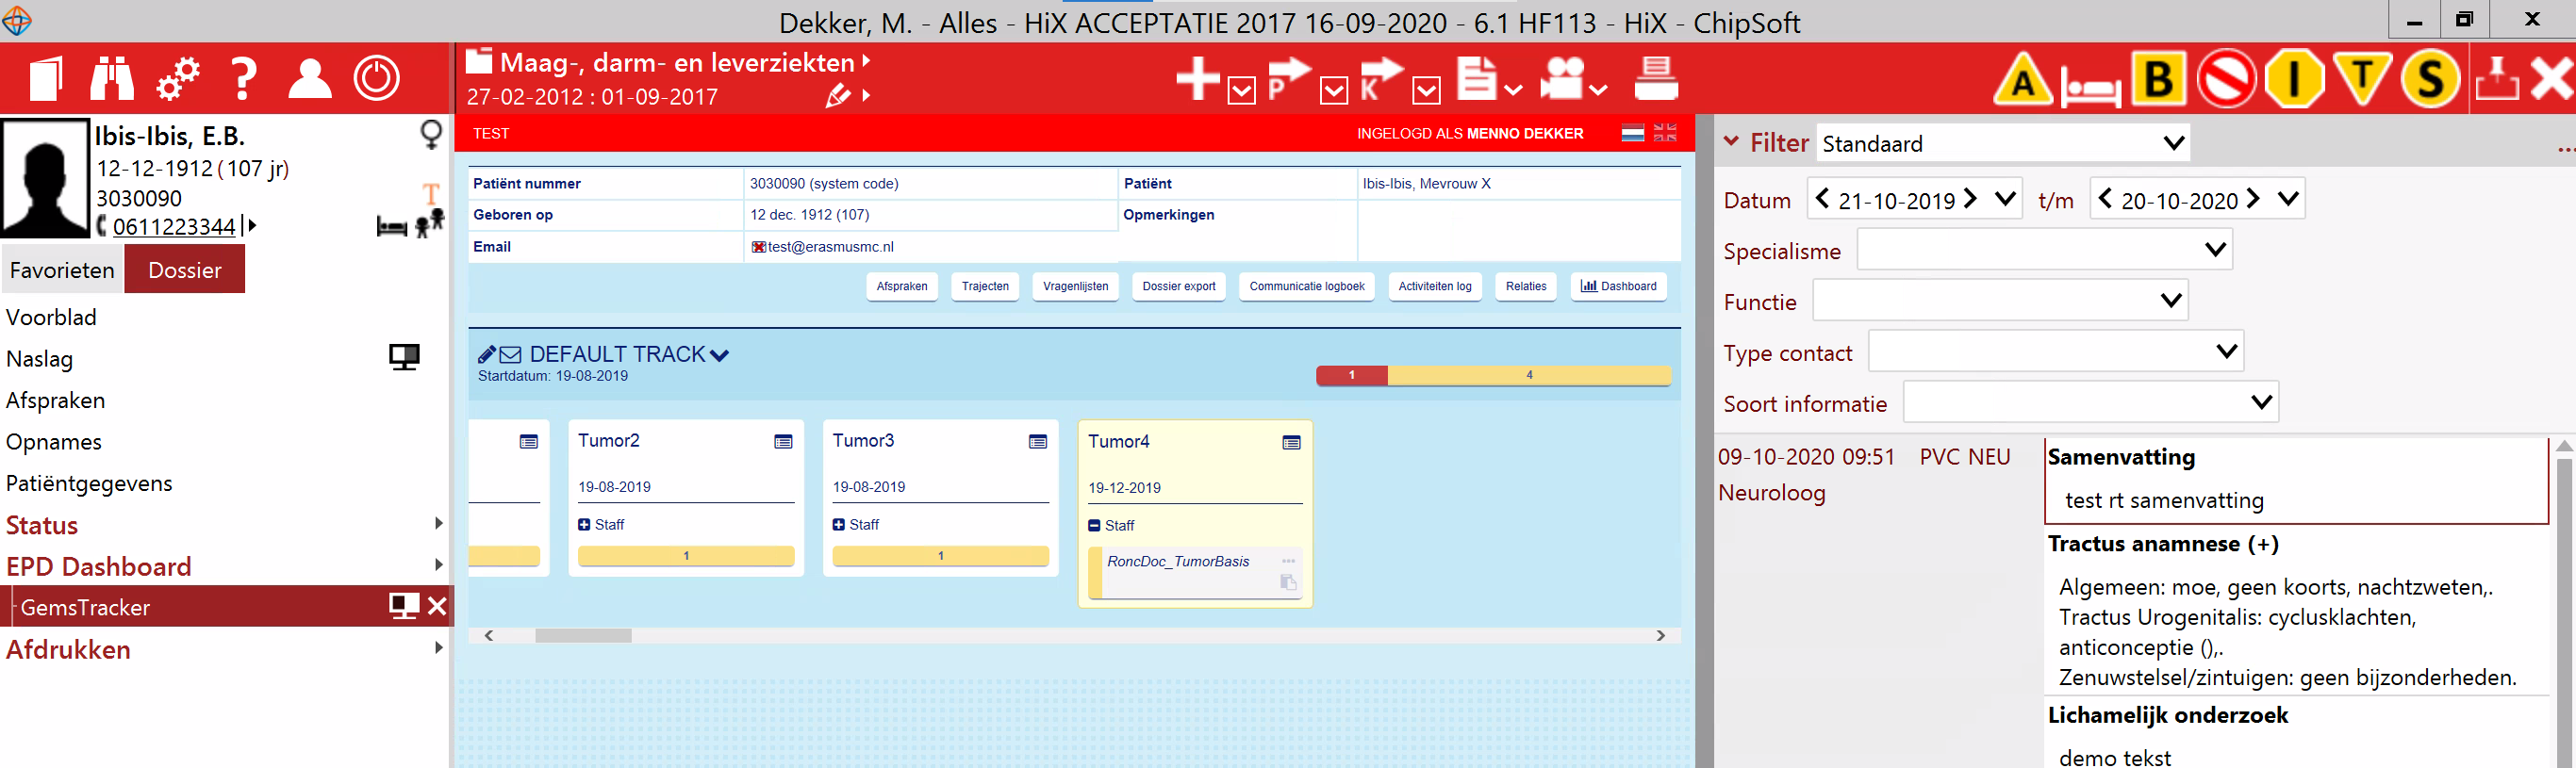 Dekker, M. - Alles - HiX ACCEPTATIE 2017 16-09-2020 - 6.1 HF113 - HiX - ChipSoft
Maag-, darm- en leverziekten
27-02-2012 : 01-09-2017
P
K
A
B
I
T
S
Ibis-Ibis, E.B.
12-12-1912 (107 jr)
3030090
T
0611223344
Favorieten Dossier
Voorblad
Naslag
Afspraken
Opnames
Patiëntgegevens
Status
EPD Dashboard
GemsTracker
Afdrukken
TEST INGELOGD ALS MENNO DEKKER
Patiënt nummer 3030090 (system code) Patiënt Ibis-Ibis, Mevrouw X
Geboren op 12 dec. 1912 (107) Opmerkingen
Email test@erasmusmc.nl
Afspraken Trajecten Vragenlijsten Dossier export Communicatie logboek Activiteiten log Relaties Dashboard
DEFAULT TRACK
Startdatum: 19-08-2019
1 4
Tumor2
19-08-2019
Staff
1
Tumor3
19-08-2019
Staff
1
Tumor4
19-12-2019
Staff
RoncDoc_TumorBasis
Filter Standaard ...
Datum 21-10-2019 t/m 20-10-2020
Specialisme
Functie
Type contact
Soort informatie
09-10-2020 09:51 PVC NEU
Neuroloog
Samenvatting
test rt samenvatting
Tractus anamnese (+)
Algemeen: moe, geen koorts, nachtzweten,.
Tractus Urogenitalis: cyclusklachten,
anticonceptie (),.
Zenuwstelsel/zintuigen: geen bijzonderheden.
Lichamelijk onderzoek
demo tekst